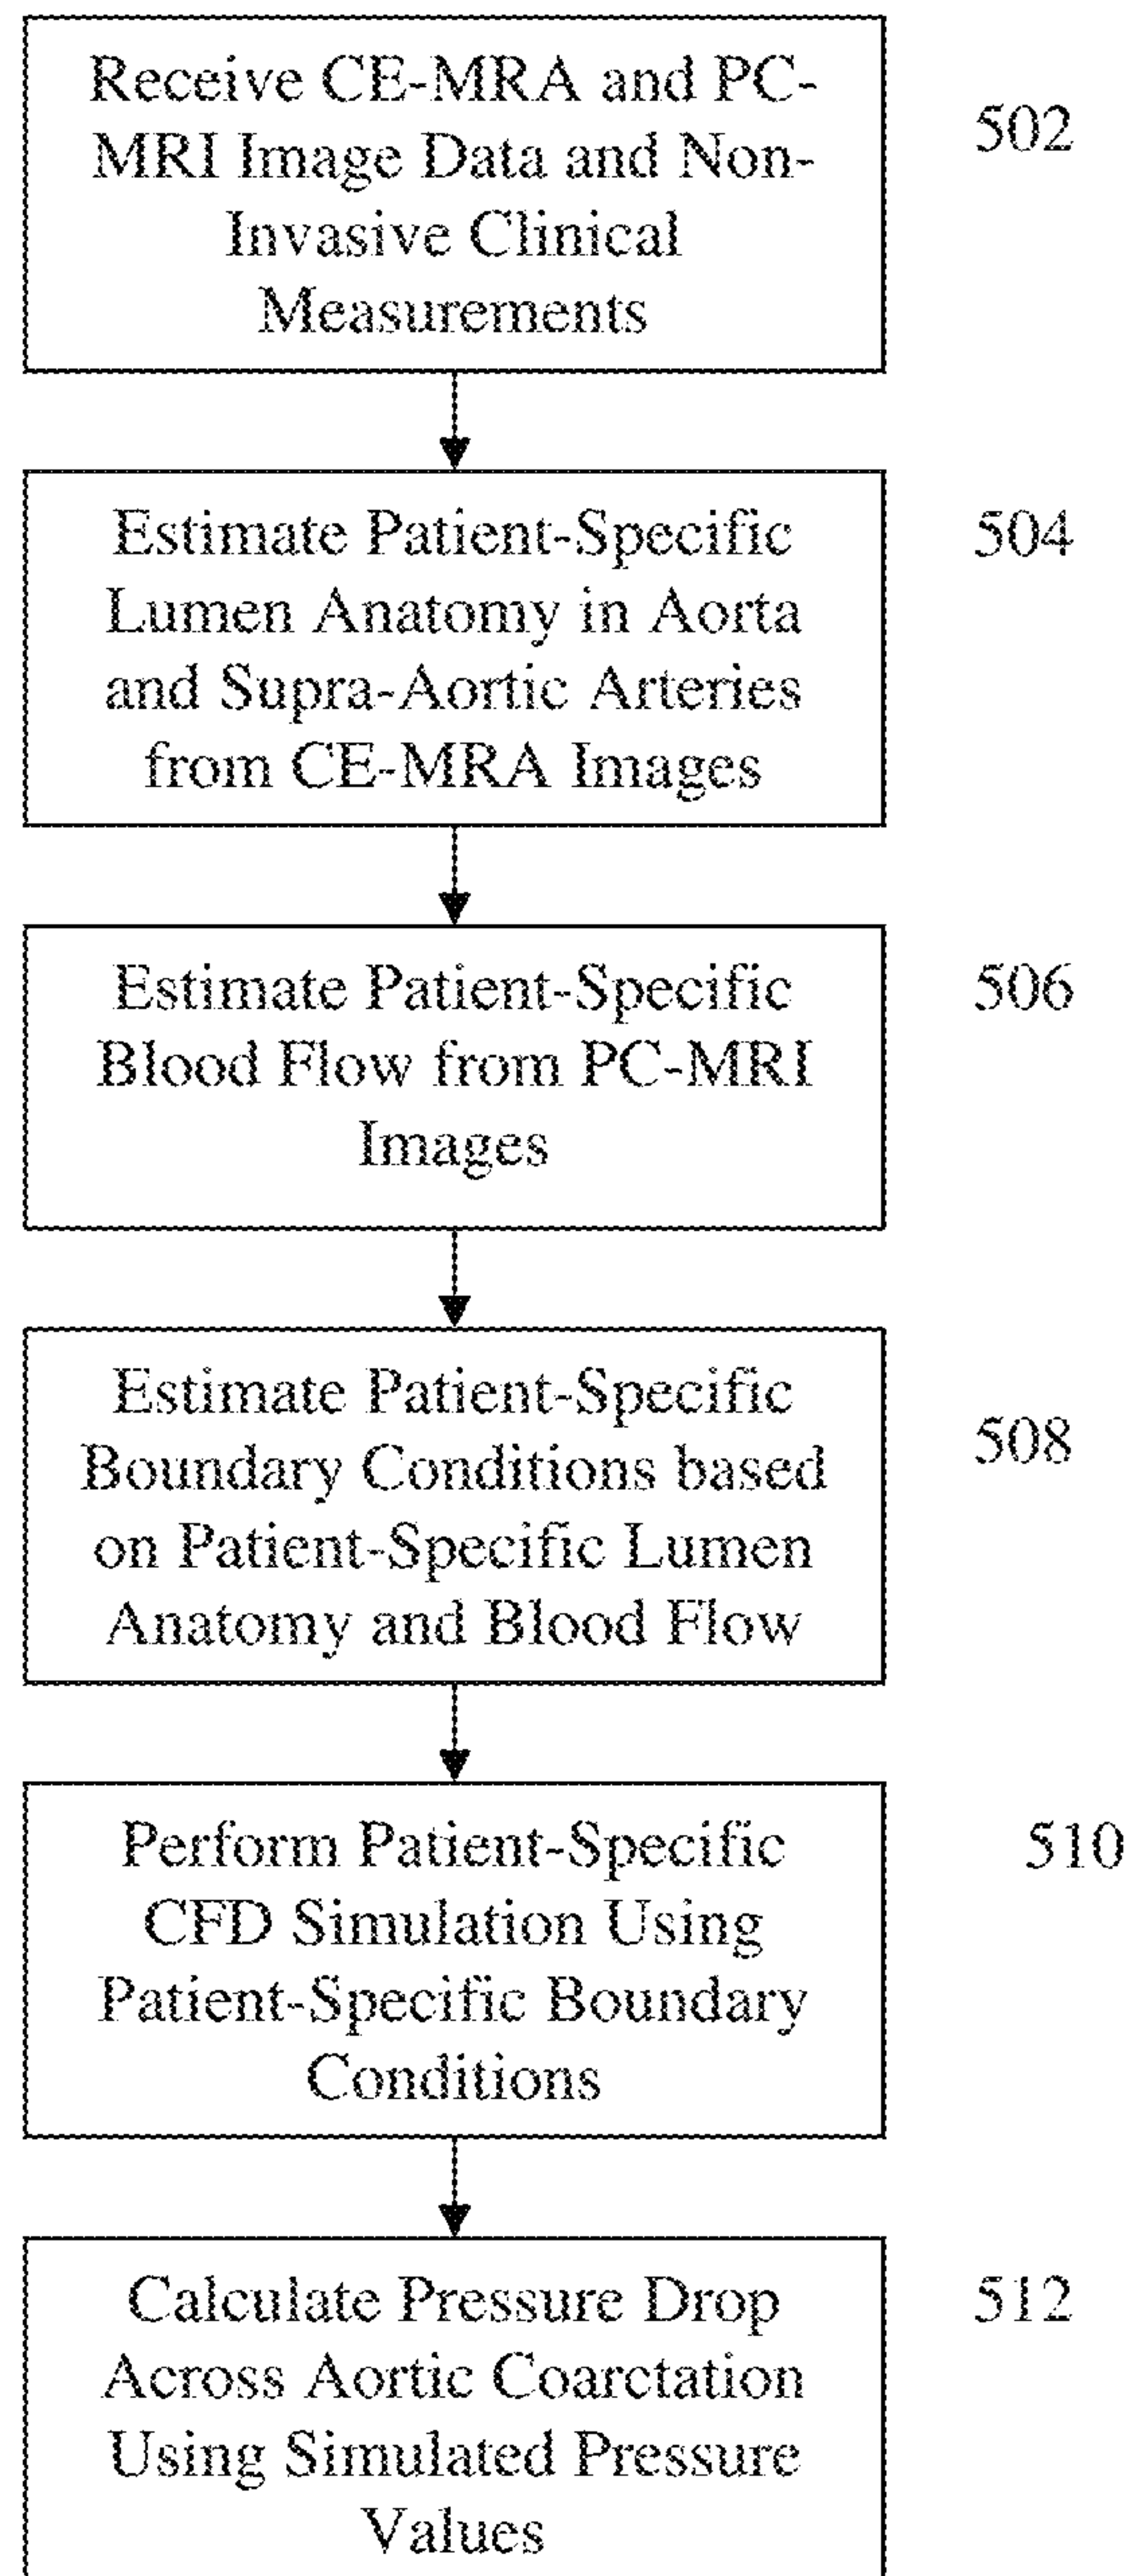 Receive CE-MRA and PC-
MRI Image Data and Non-
Invasive Clinical
Measurements
502
Estimate Patient-Specific
Lumen Anatomy in Aorta
and Supra-Aortic Arteries
from CE-MRA Images
504
Estimate Patient-Specific
Blood Flow from PC-MRI
Images
506
Estimate Patient-Specific
Boundary Conditions based
on Patient-Specific Lumen
Anatomy and Blood Flow
508
Perform Patient-Specific
CFD Simulation Using
Patient-Specific Boundary
Conditions
510
Calculate Pressure Drop
Across Aortic Coarctation
Using Simulated Pressure
Values
512